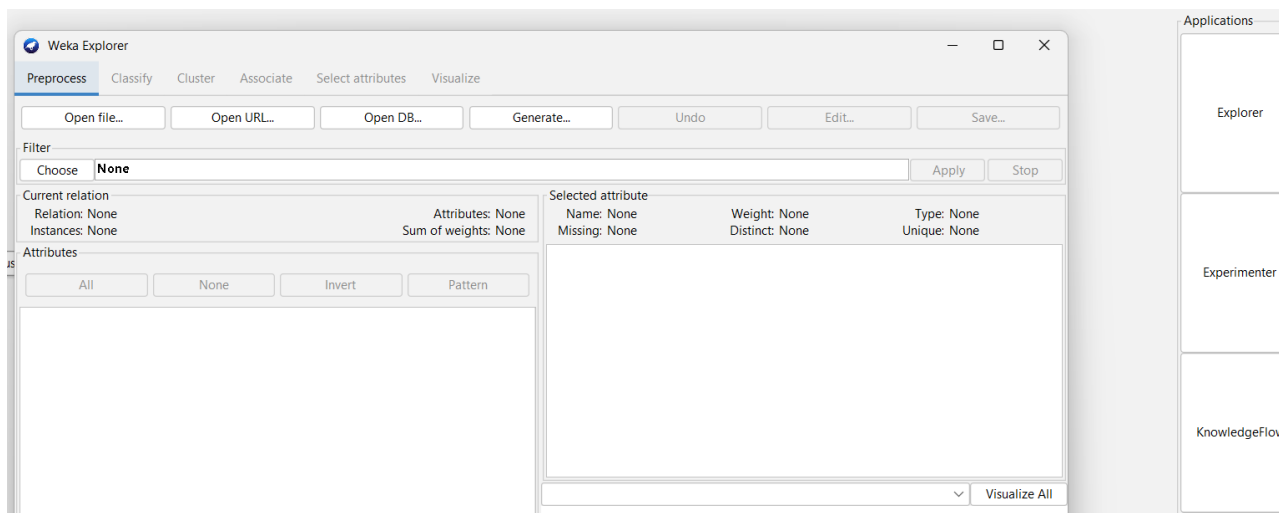 Applications
Weka Explorer
Preprocess Classify Cluster Associate Select attributes Visualize
Open file... Open URL... Open DB... Generate... Undo Edit... Save...
Explorer
Filter
Choose None Apply Stop
Current relation
Relation: None Attributes: None
Instances: None Sum of weights: None
Selected attribute
Name: None Weight: None Type: None
Missing: None Distinct: None Unique: None
Attributes
All None Invert Pattern
Experimenter
KnowledgeFlow
Visualize All